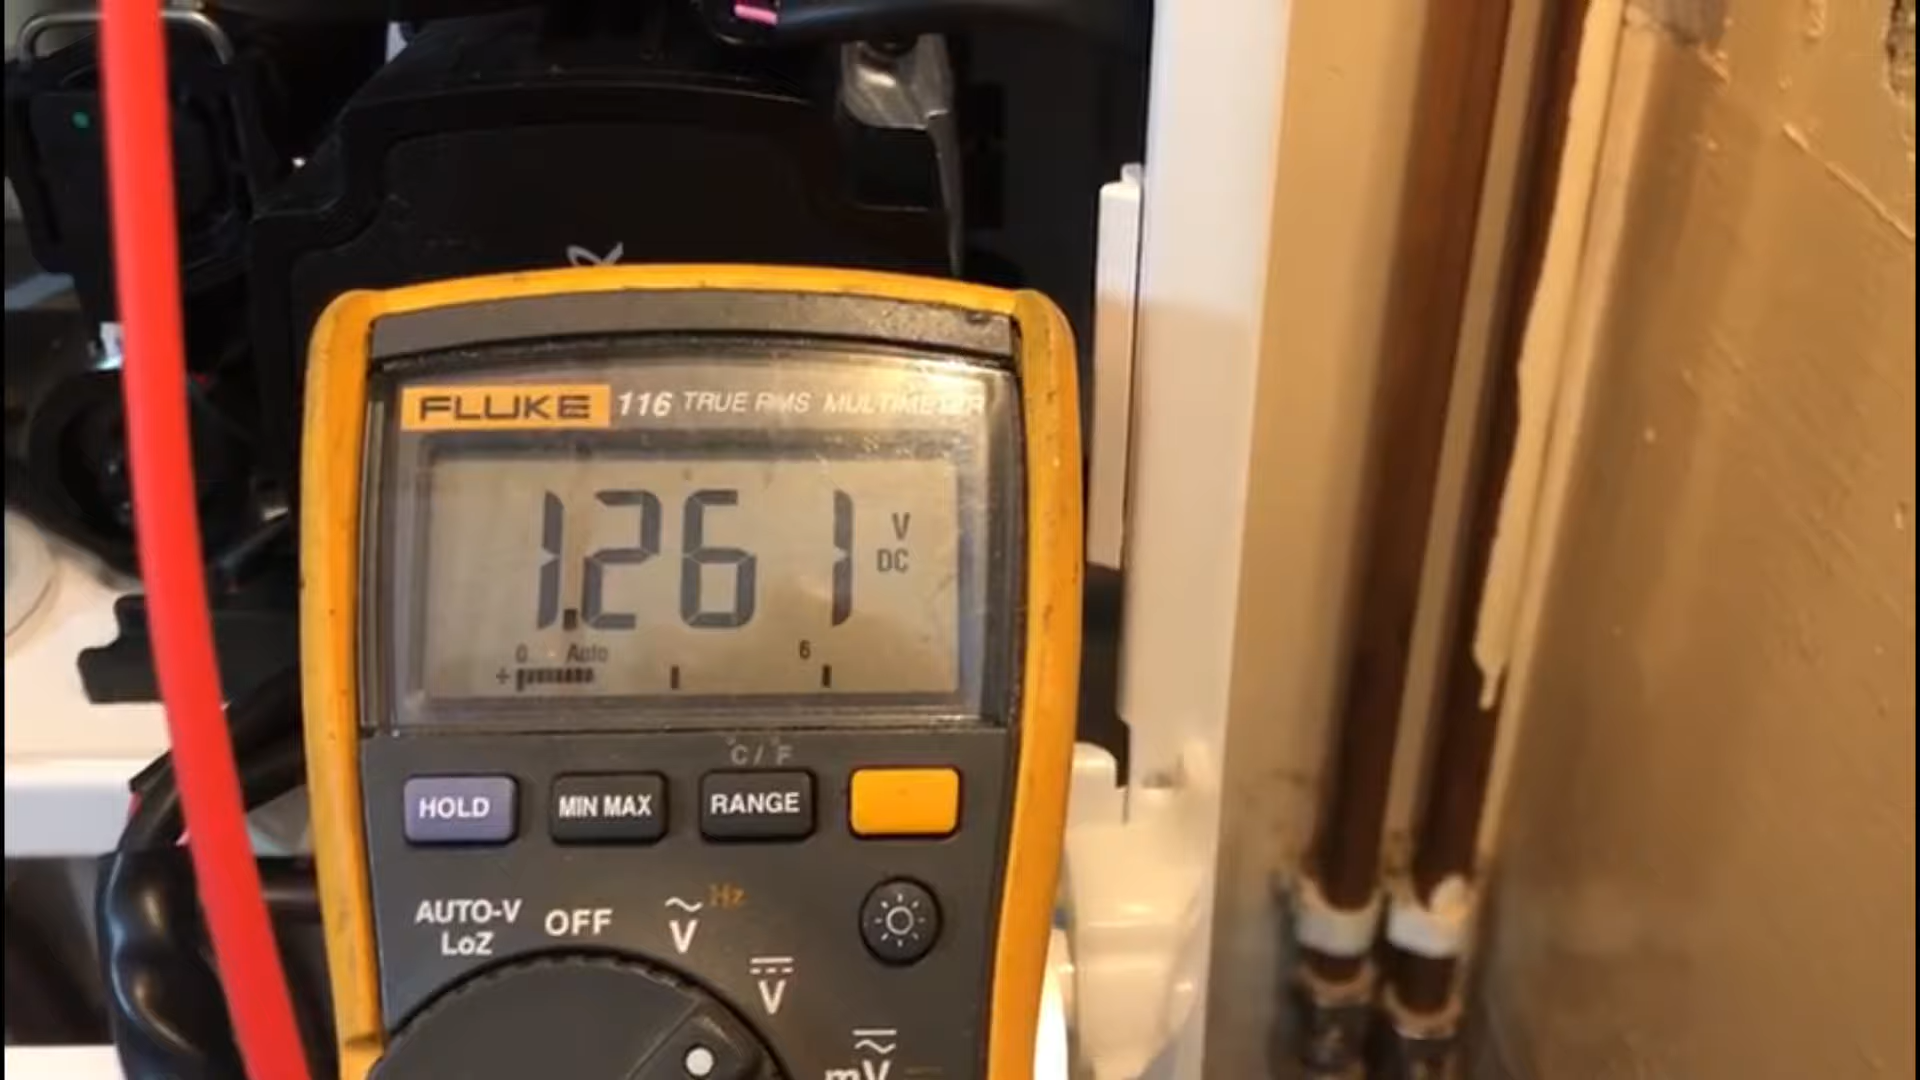 FLUKE 116 TRUE RMS MULTIMETER
1.261 V DC
0 Auto 6
+
°C / °F
HOLD MIN MAX RANGE
AUTO-V LoZ OFF V Hz
V
mV